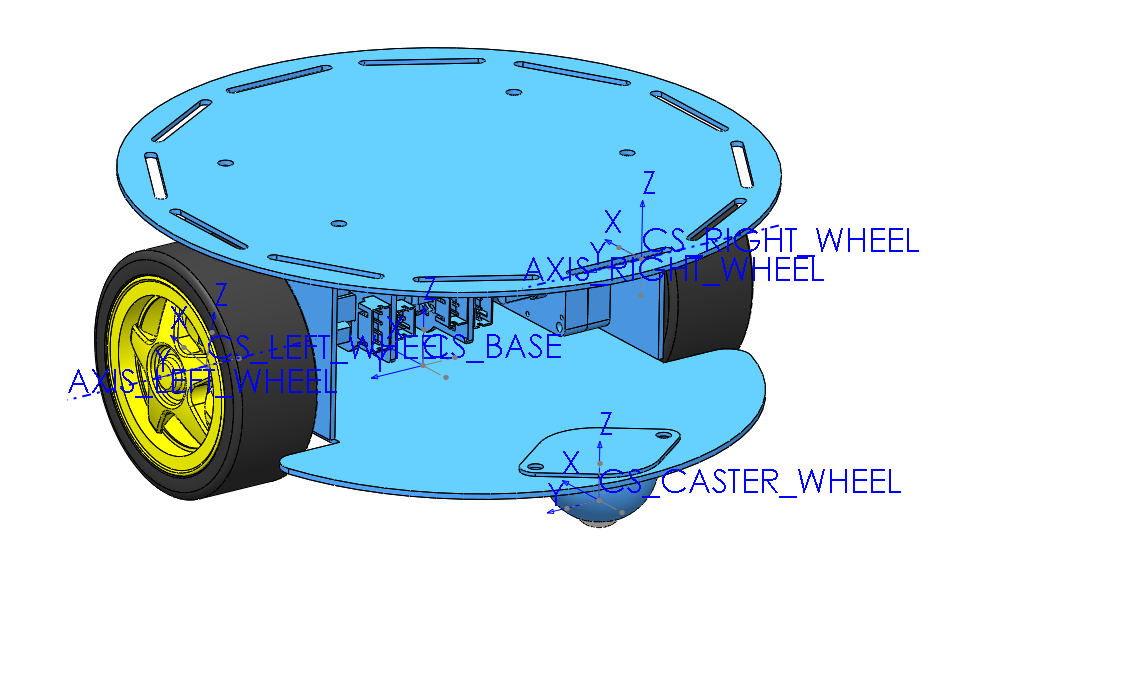 Z
X
CS_RIGHT_WHEEL
Y
AXIS_RIGHT_WHEEL
Z
Z
X
X
CS_LEFT_WHEEL
CS_BASE
Y
Y
AXIS_LEFT_WHEEL
Z
X
CS_CASTER_WHEEL
Y